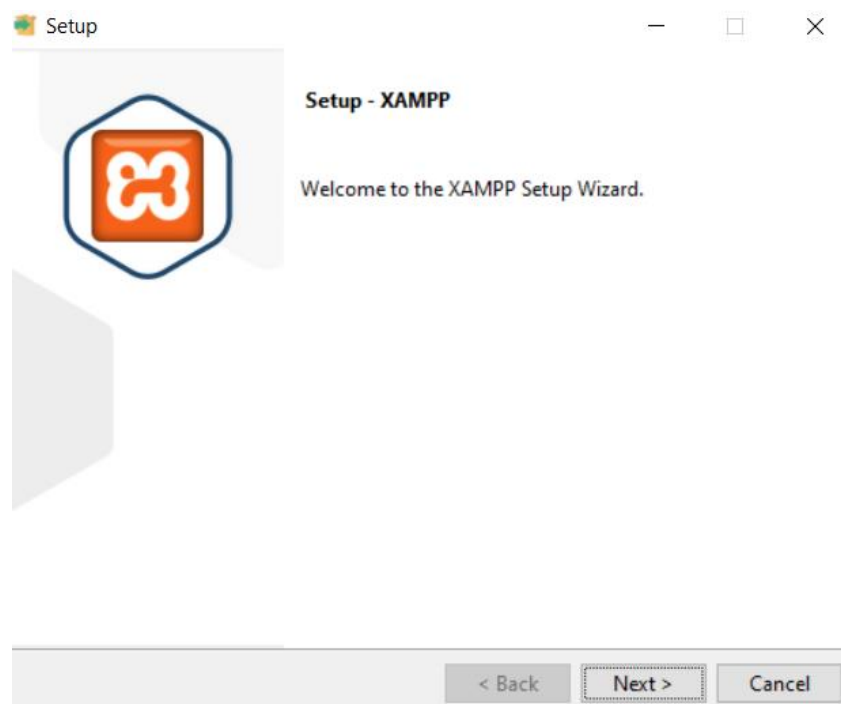 Setup
Setup - XAMPP
Welcome to the XAMPP Setup Wizard.
< Back Next > Cancel